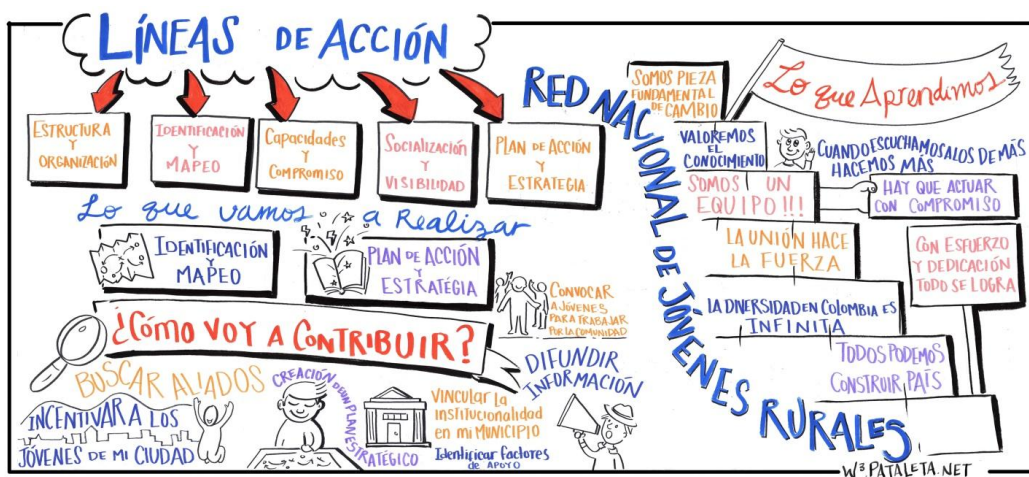 LÍNEAS DE ACCIÓN
ESTRUCTURA
Y
ORGANIZACIÓN
IDENTIFICACIÓN
Y
MAPEO
Capacidades
Y
Compromiso
Socialización
Y
VISIBILIDAD
PLAN DE ACCIÓN
Y
ESTRATEGIA
Lo que vamos a Realizar
IDENTIFICACIÓN
Y
MAPEO
PLAN DE ACCIÓN
Y
ESTRATÉGIA
¿CÓMO VOY A CONTRIBUIR?
BUSCAR ALIADOS
INCENTIVAR A LOS
JÓVENES DE MI CIUDAD
CREACIÓN DE UN PLAN ESTRATÉGICO
VINCULAR la
institucionalidad
en mi MUNICIPIO
Identificar factores
de APOYO
CONVOCAR
A JÓVENES
PARA TRABAJAR
POR LA COMUNIDAD
DIFUNDIR
INFORMACIÓN
RED NACIONAL DE JÓVENES RURALES
Lo que Aprendimos
SOMOS PIEZA
FUNDAMENTAL
DE CAMBIO
VALOREMOS
EL
CONOCIMIENTO
CUANDO ESCUCHAMOS A LOS DE MÁS
HACEMOS MÁS
SOMOS UN
EQUIPO!!!
HAY QUE ACTUAR
CON COMPROMISO
LA UNIÓN HACE
LA FUERZA
CON ESFUERZO
Y DEDICACIÓN
TODO SE LOGRA
LA DIVERSIDAD EN COLOMBIA ES
INFINITA
TODOS PODEMOS
CONSTRUIR PAÍS
W3.PATALETA.NET